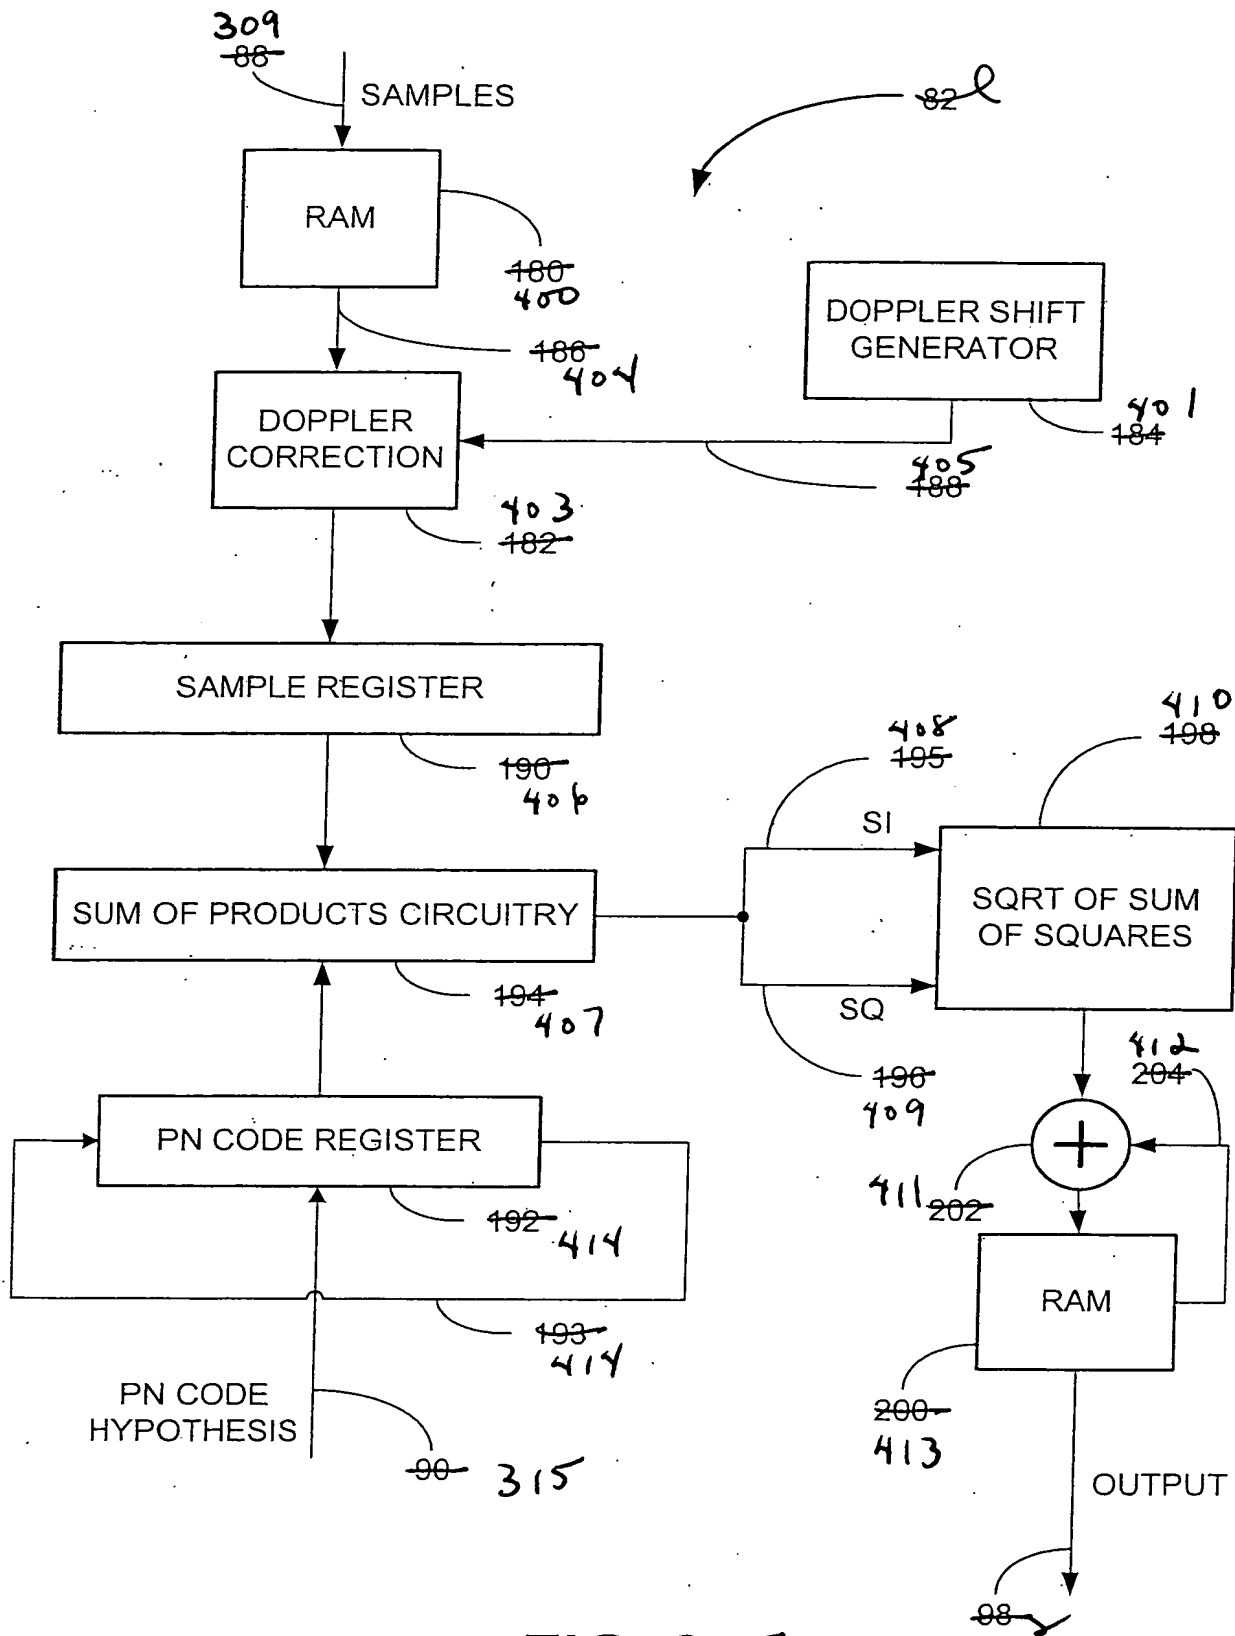 309
88
SAMPLES
82
RAM
180
400
DOPPLER SHIFT
GENERATOR
186
404
401
184
DOPPLER
CORRECTION
405
188
403
182
SAMPLE REGISTER
190
406
408
195
410
198
SI
SUM OF PRODUCTS CIRCUITRY
SQRT OF SUM
OF SQUARES
194
407
SQ
196
409
412
204
PN CODE REGISTER
192
414
411
202
RAM
193
414
PN CODE
HYPOTHESIS
90
315
200
413
OUTPUT
98